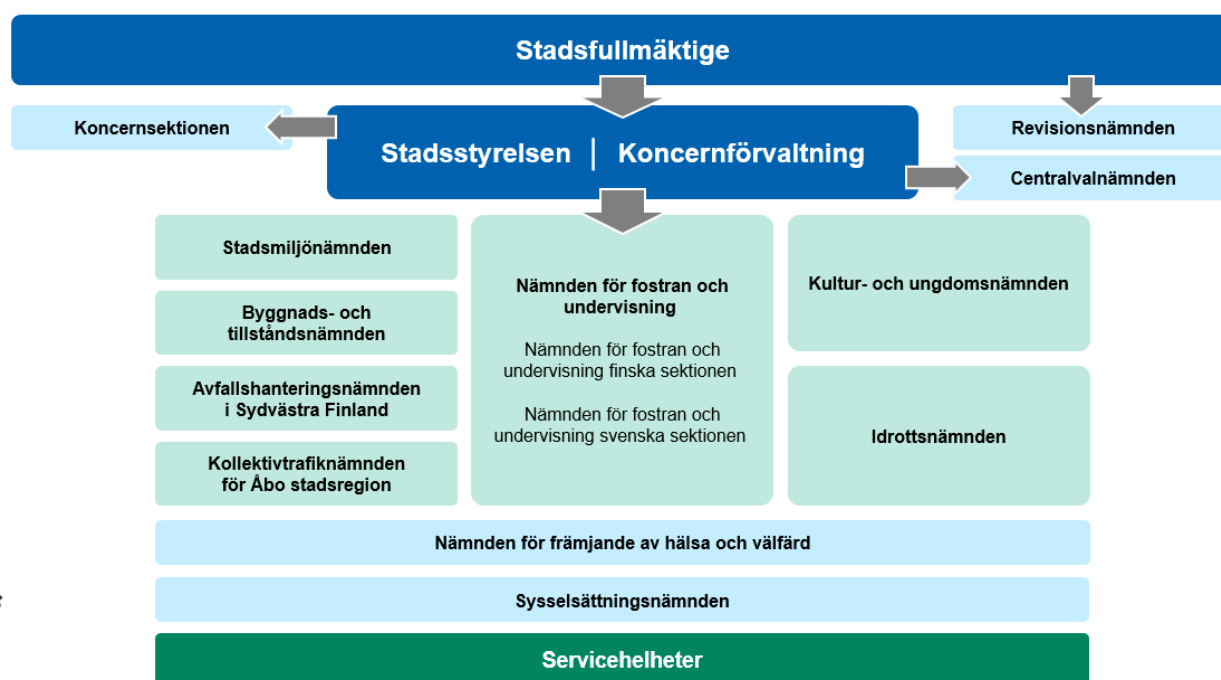 Stadsfullmäktige
Koncernsektionen
Stadsstyrelsen | Koncernförvaltning
Revisionsnämnden
Centralvalnämnden
Stadsmiljönämnden
Byggnads- och
tillståndsnämnden
Avfallshanteringsnämnden
i Sydvästra Finland
Kollektivtrafiknämnden
för Åbo stadsregion
Nämnden för fostran och
undervisning
Nämnden för fostran och
undervisning finska sektionen
Nämnden för fostran och
undervisning svenska sektionen
Kultur- och ungdomsnämnden
Idrottsnämnden
Nämnden för främjande av hälsa och välfärd
Sysselsättningsnämnden
Servicehelheter